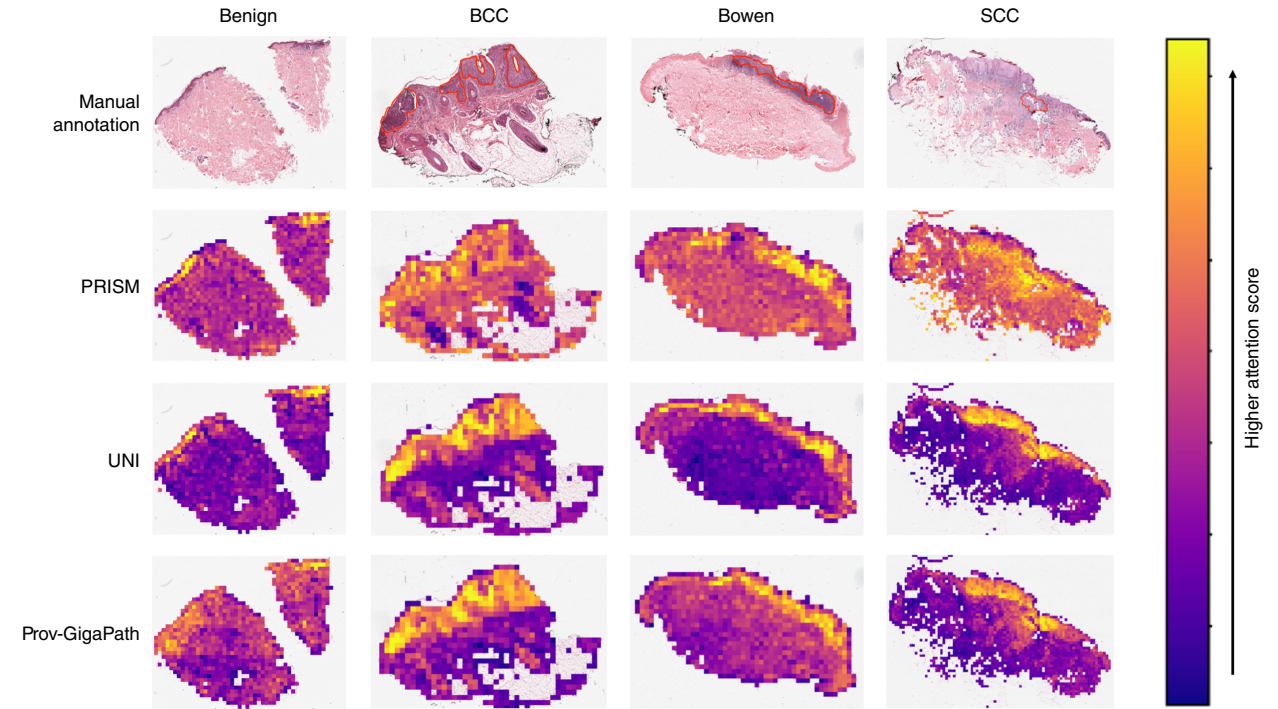 Benign
BCC
Bowen
SCC
Manual
annotation
PRISM
UNI
Prov-GigaPath
Higher attention score